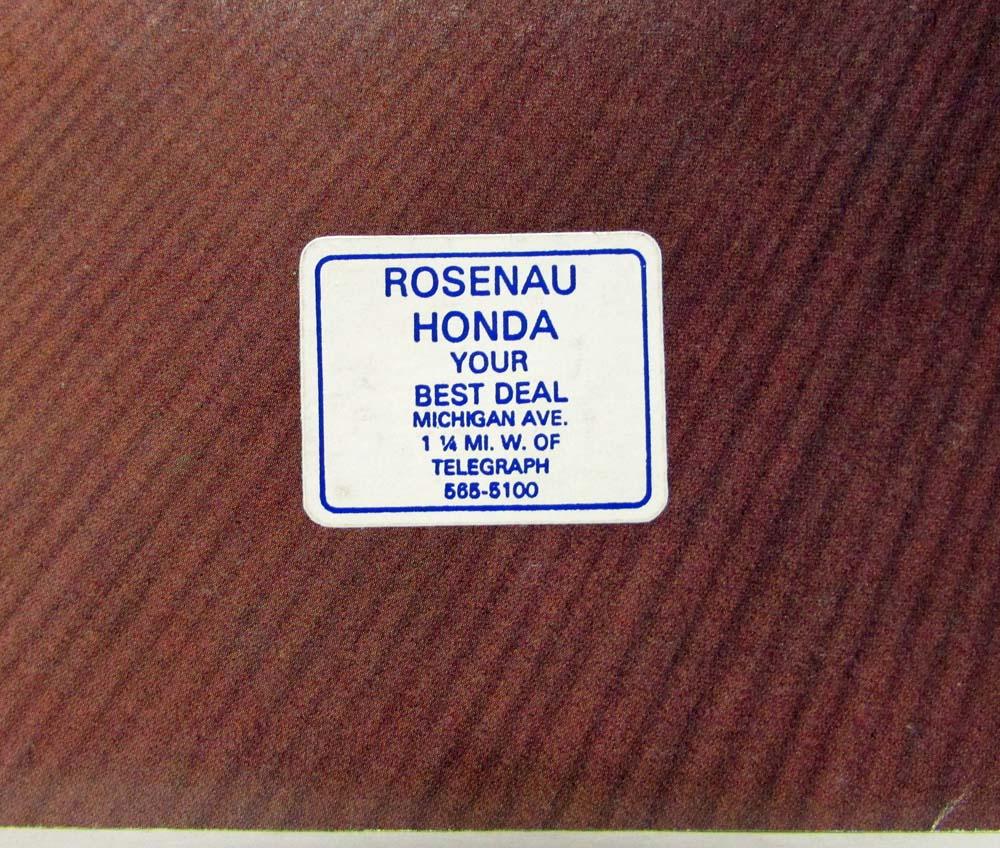 ROSENAU
HONDA
YOUR
BEST DEAL
MICHIGAN AVE.
1 ¼ MI. W. OF
TELEGRAPH
565-5100